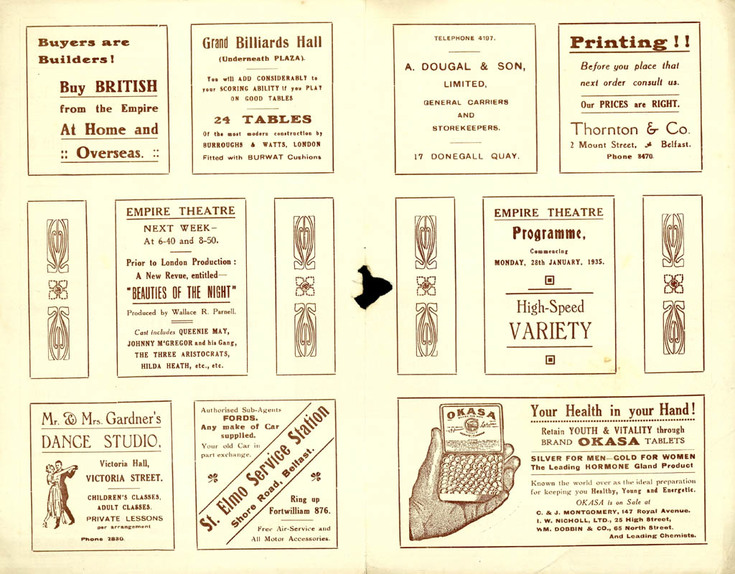 Buyers are
Builders!
Buy BRITISH
from the Empire
At Home and
:: Overseas. ::
Grand Billiards Hall
(Underneath PLAZA).
You will ADD CONSIDERABLY to
your SCORING ABILITY if you PLAY
ON GOOD TABLES
24 TABLES
Of the most modern construction by
BURROUGHS & WATTS, LONDON
Fitted with BURWAT Cushions
TELEPHONE 4107.
A. DOUGAL & SON,
LIMITED,
GENERAL CARRIERS
AND
STOREKEEPERS.
17 DONEGALL QUAY.
Printing!!
Before you place that
next order consult us.
Our PRICES are RIGHT.
Thornton & Co.
2 Mount Street, Belfast.
Phone 8470.
EMPIRE THEATRE
NEXT WEEK—
At 6-40 and 8-50.
Prior to London Production:
A New Revue, entitled—
"BEAUTIES OF THE NIGHT"
Produced by Wallace R. Parnell.
Cast includes QUEENIE MAY,
JOHNNY McGREGOR and his Gang,
THE THREE ARISTOCRATS,
HILDA HEATH, etc., etc.
EMPIRE THEATRE
Programme,
Commencing
MONDAY, 28th JANUARY, 1935.
High-Speed
VARIETY
Mr. & Mrs. Gardner's
DANCE STUDIO,
Victoria Hall,
VICTORIA STREET.
CHILDREN'S CLASSES,
ADULT CLASSES.
PRIVATE LESSONS
per arrangement
Phone 2830.
Authorised Sub-Agents
FORDS.
Any make of Car
supplied.
Your old Car in
part exchange.
St. Elmo Service Station
Shore Road, Belfast.
Ring up
Fortwilliam 876.
Free Air-Service and
All Motor Accessories.
OKASA
Your Health in your Hand!
Retain YOUTH & VITALITY through
BRAND OKASA TABLETS
SILVER FOR MEN—GOLD FOR WOMEN
The Leading HORMONE Gland Product
Known the world over as the ideal preparation
for keeping you Healthy, Young and Energetic.
OKASA is on Sale at
C. & J. MONTGOMERY, 147 Royal Avenue.
I. W. NICHOLL, LTD., 25 High Street,
WM. DOBBIN & CO., 65 North Street.
And Leading Chemists.